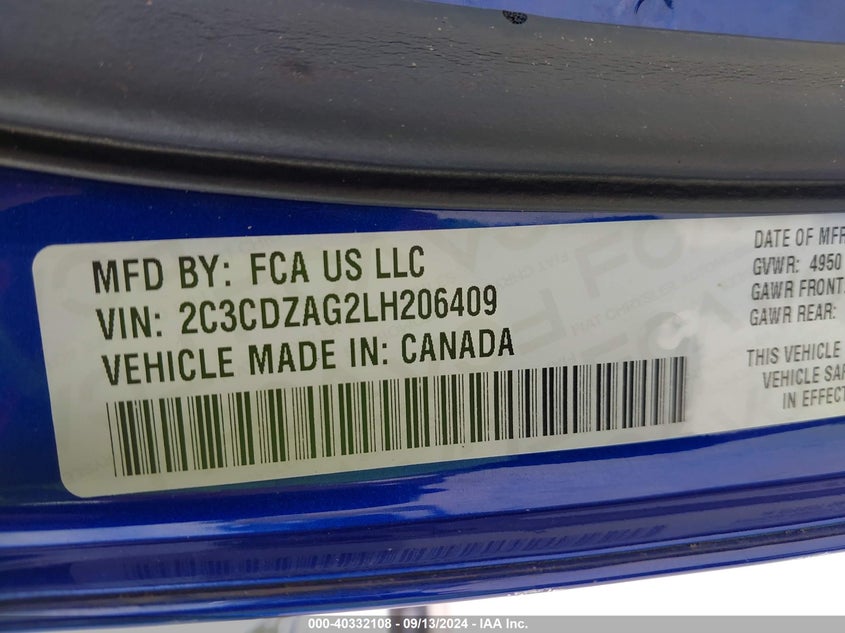 MFD BY: FCA US LLC
VIN: 2C3CDZAG2LH206409
VEHICLE MADE IN: CANADA
DATE OF MFR
GVWR: 4950
GAWR FRONT:
GAWR REAR:
THIS VEHICLE
VEHICLE SAF
IN EFFECT
000-40332108 - 09/13/2024 - IAA Inc.